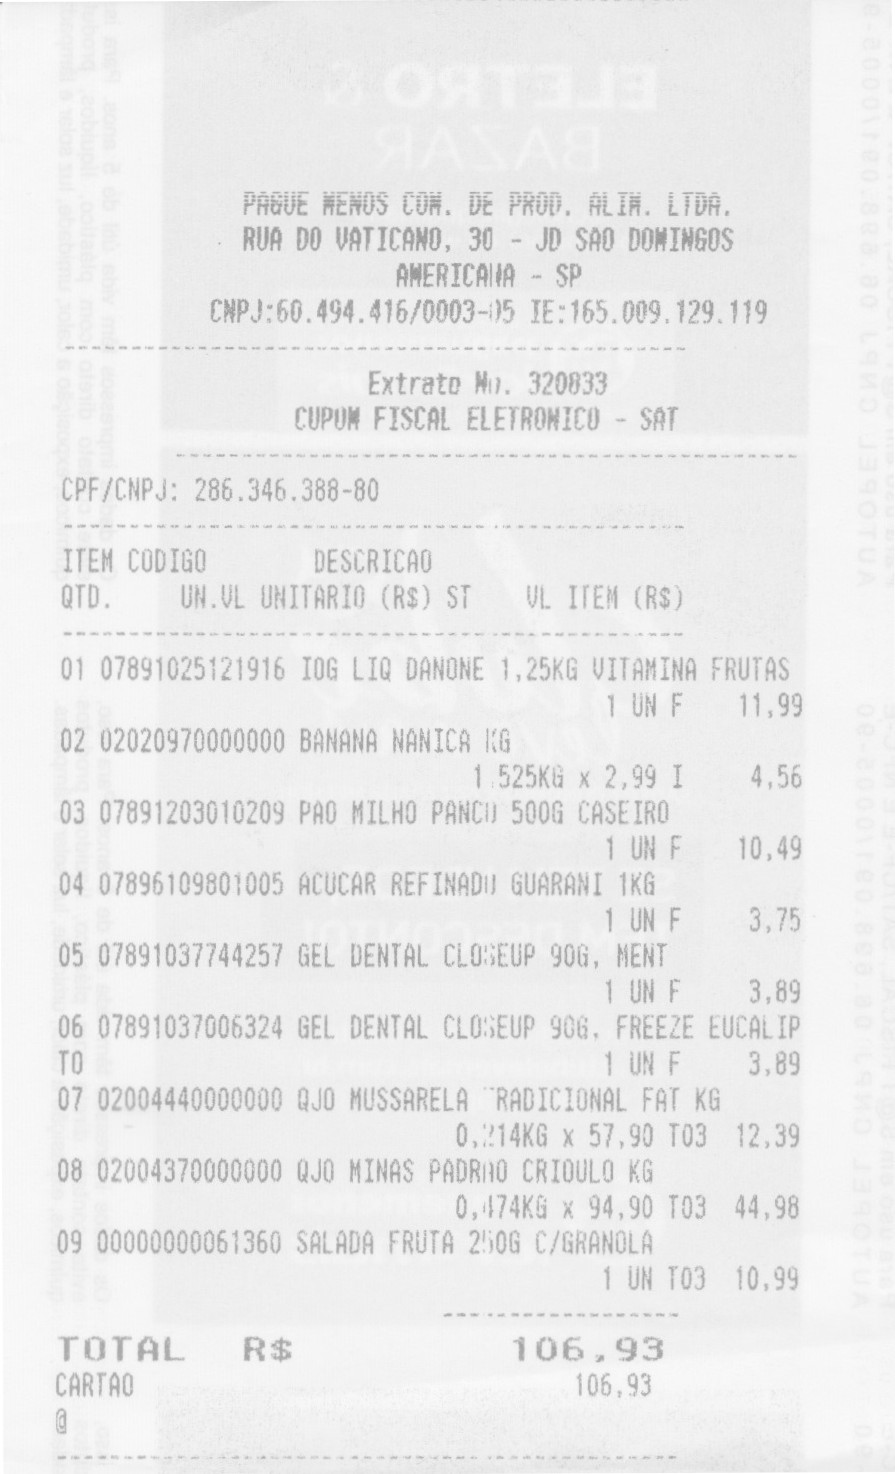 PAGUE MENOS COM. DE PROD. ALIM. LTDA.
RUA DO VATICANO, 30 - JD SAO DOMINGOS
AMERICANA - SP
CNPJ:60.494.416/0003-05 IE:165.009.129.119
Extrato No. 320833
CUPOM FISCAL ELETRONICO - SAT
CPF/CNPJ: 286.346.388-80
ITEM CODIGO DESCRICAO
QTD. UN.VL UNITARIO (R$) ST VL ITEM (R$)
01 07891025121916 IOG LIQ DANONE 1,25KG VITAMINA FRUTAS
1 UN F 11,99
02 02020970000000 BANANA NANICA KG
1,525KG x 2,99 I 4,56
03 07891203010209 PAO MILHO PANCO 500G CASEIRO
1 UN F 10,49
04 07896109801005 ACUCAR REFINADO GUARANI 1KG
1 UN F 3,75
05 07891037744257 GEL DENTAL CLOSEUP 90G, MENT
1 UN F 3,89
06 07891037006324 GEL DENTAL CLOSEUP 90G. FREEZE EUCALIP
TO 1 UN F 3,89
07 02004440000000 QJO MUSSARELA TRADICIONAL FAT KG
0,214KG x 57,90 T03 12,39
08 02004370000000 QJO MINAS PADRAO CRIOULO KG
0,474KG x 94,90 T03 44,98
09 00000000061360 SALADA FRUTA 250G C/GRANOLA
1 UN T03 10,99
TOTAL R$ 106,93
CARTAO 106,93
@